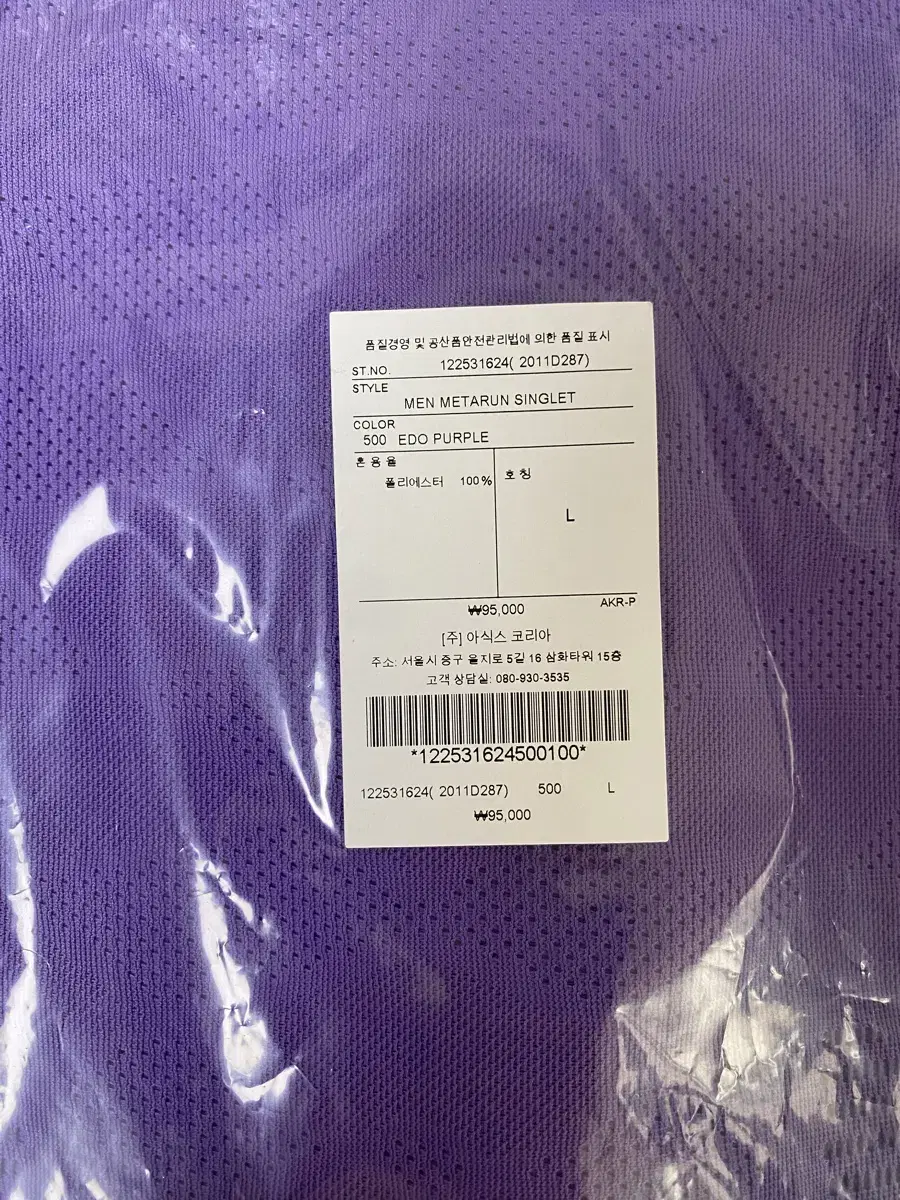 품질경영 및 공산품안전관리법에 의한 품질 표시
ST.NO. 122531624( 2011D287)
STYLE
MEN METARUN SINGLET
COLOR
500 EDO PURPLE
혼 용 율
폴리에스터 100%
호 칭
L
₩95,000 AKR-P
[주] 아식스 코리아
주소: 서울시 중구 을지로 5길 16 삼화타워 15층
고객 상담실: 080-930-3535
*122531624500100*
122531624( 2011D287) 500 L
₩95,000